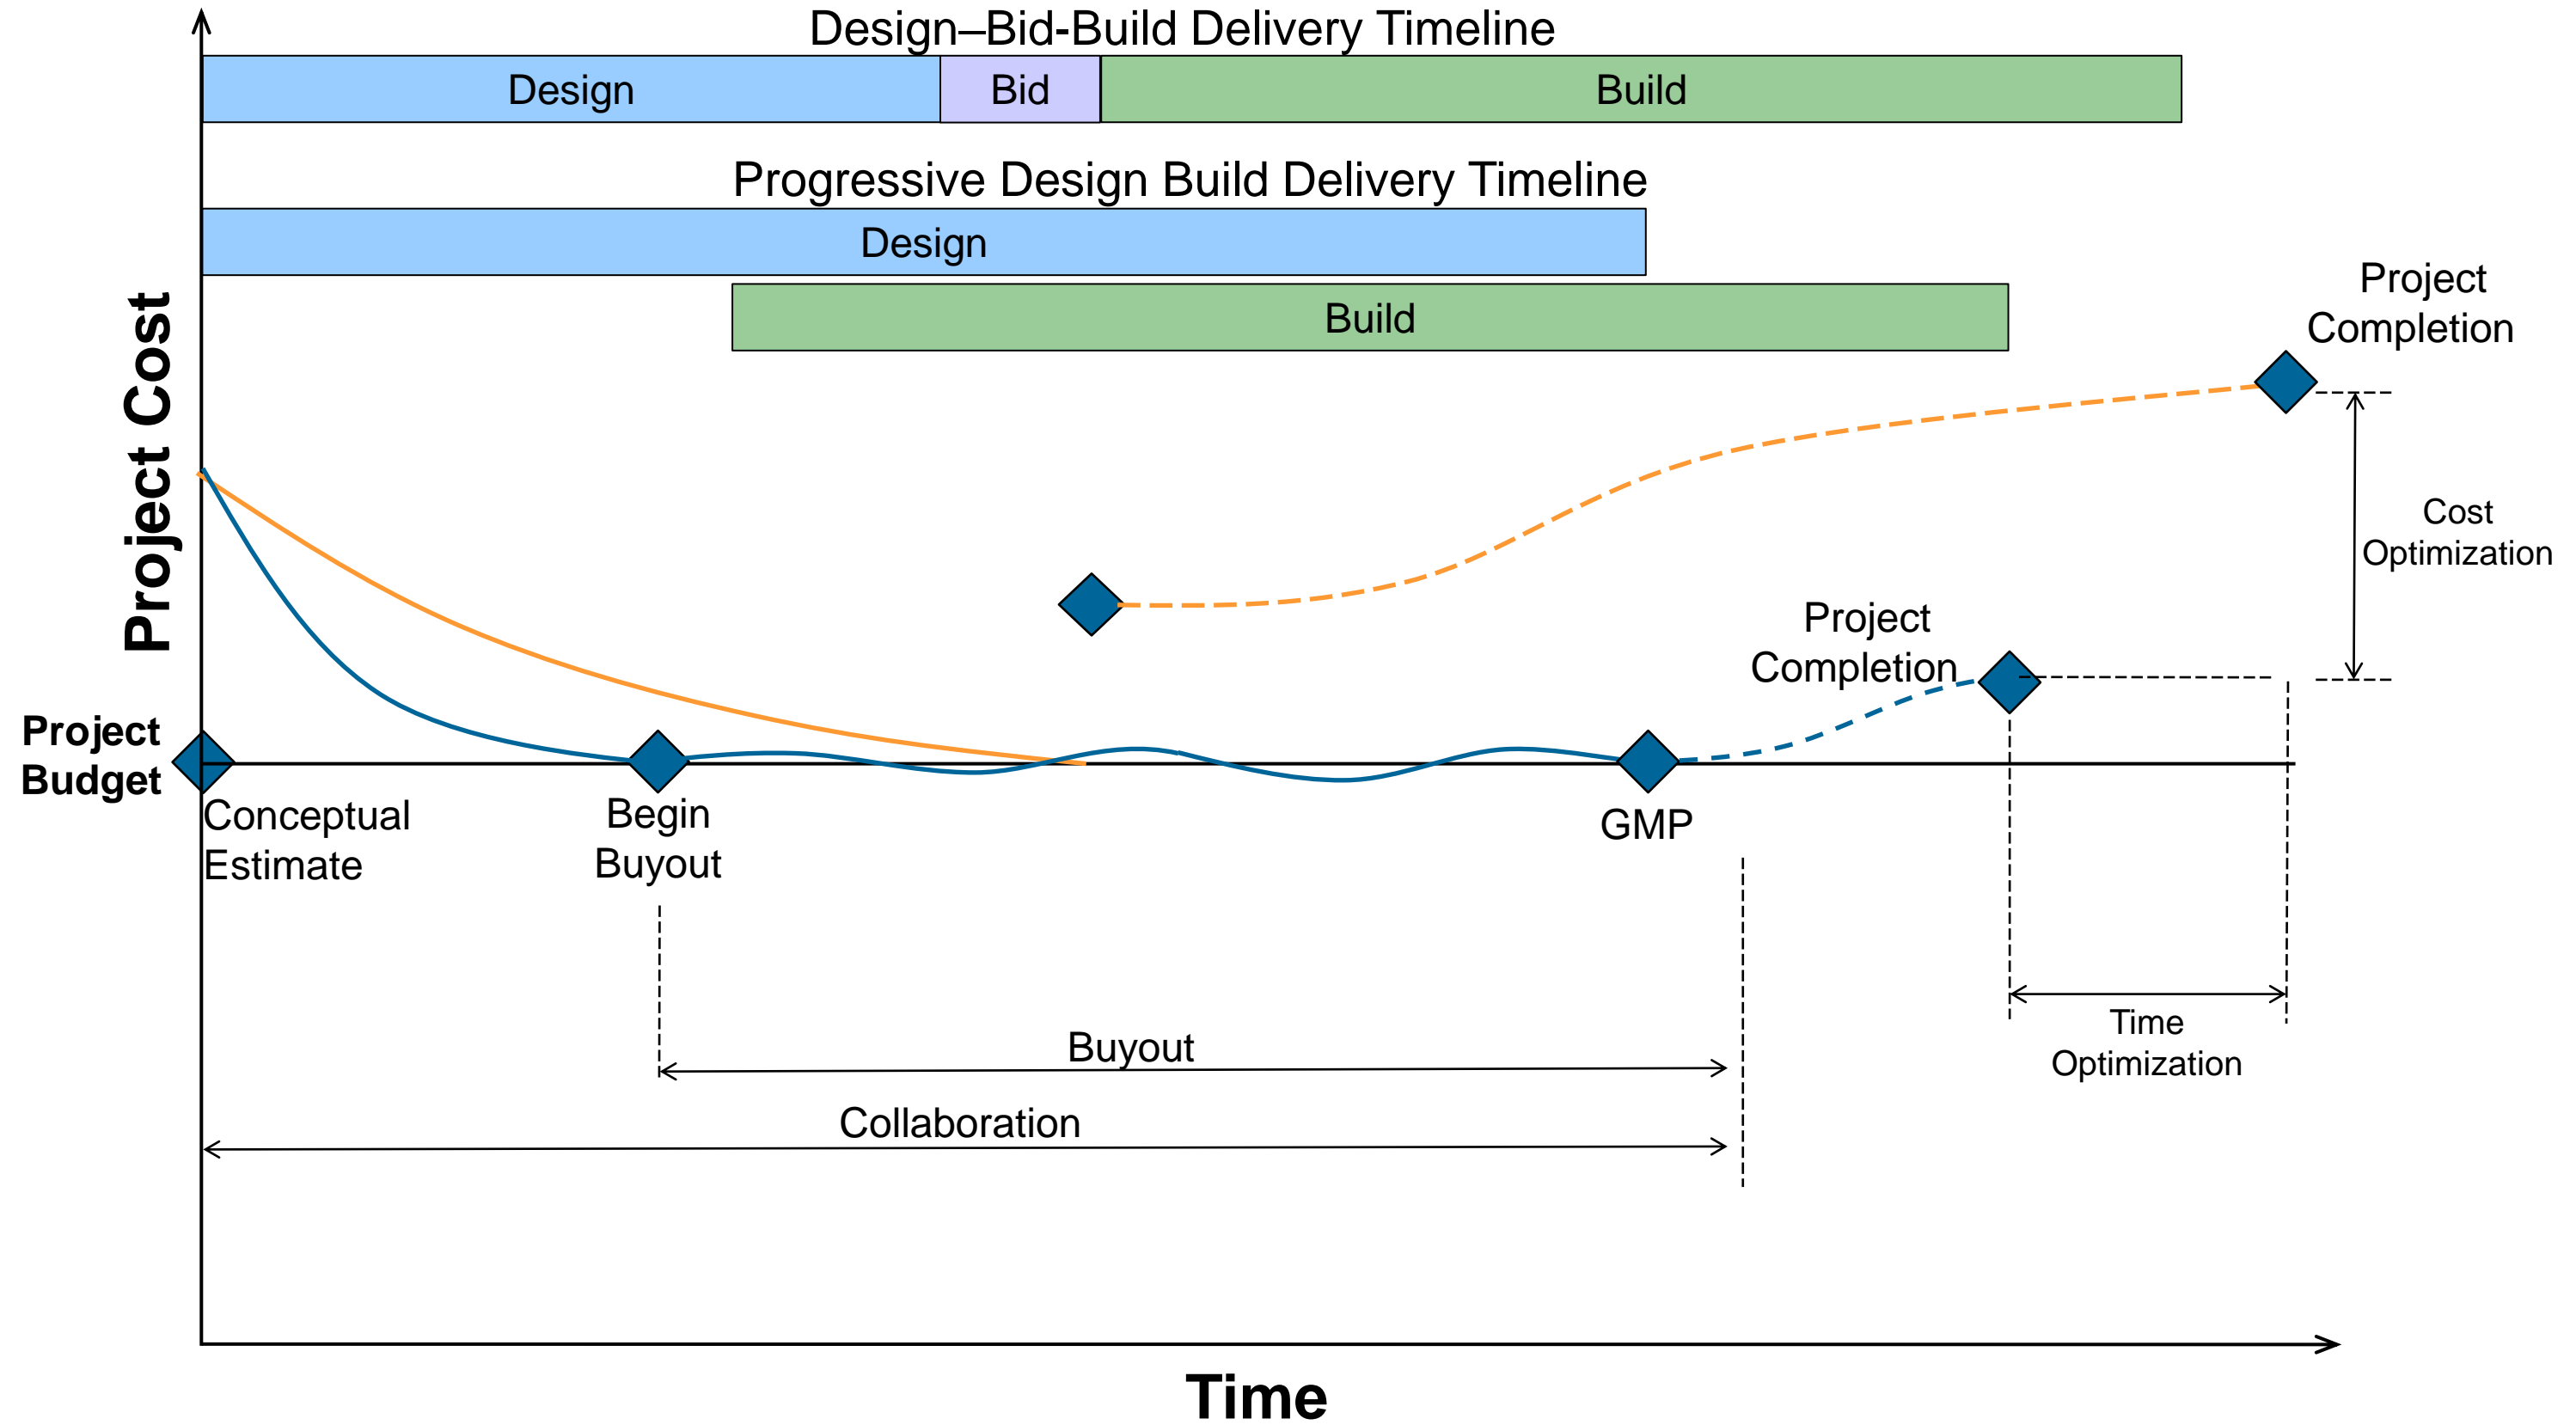 Design–Bid-Build Delivery Timeline
Design
Bid
Build
Progressive Design Build Delivery Timeline
Design
Build
Project Cost
Project
Completion
Cost
Optimization
Project
Completion
Project
Budget
Conceptual
Estimate
Begin
Buyout
GMP
Time
Optimization
Buyout
Collaboration
Time